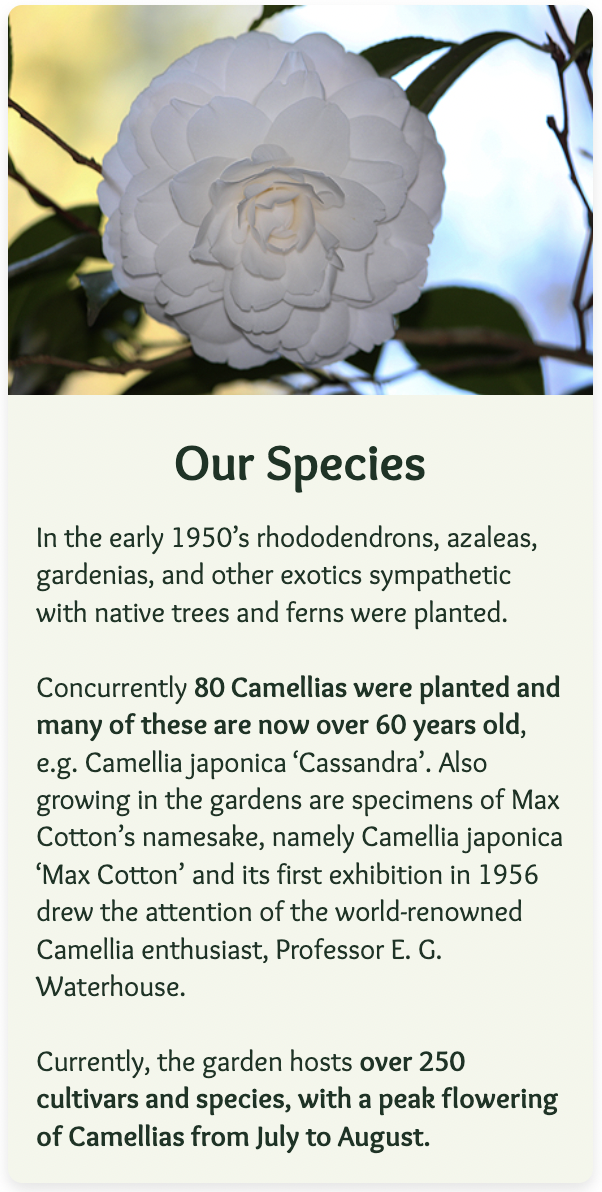 Our Species
In the early 1950’s rhododendrons, azaleas,
gardenias, and other exotics sympathetic
with native trees and ferns were planted.
Concurrently 80 Camellias were planted and
many of these are now over 60 years old,
e.g. Camellia japonica ‘Cassandra’. Also
growing in the gardens are specimens of Max
Cotton’s namesake, namely Camellia japonica
‘Max Cotton’ and its first exhibition in 1956
drew the attention of the world-renowned
Camellia enthusiast, Professor E. G.
Waterhouse.
Currently, the garden hosts over 250
cultivars and species, with a peak flowering
of Camellias from July to August.